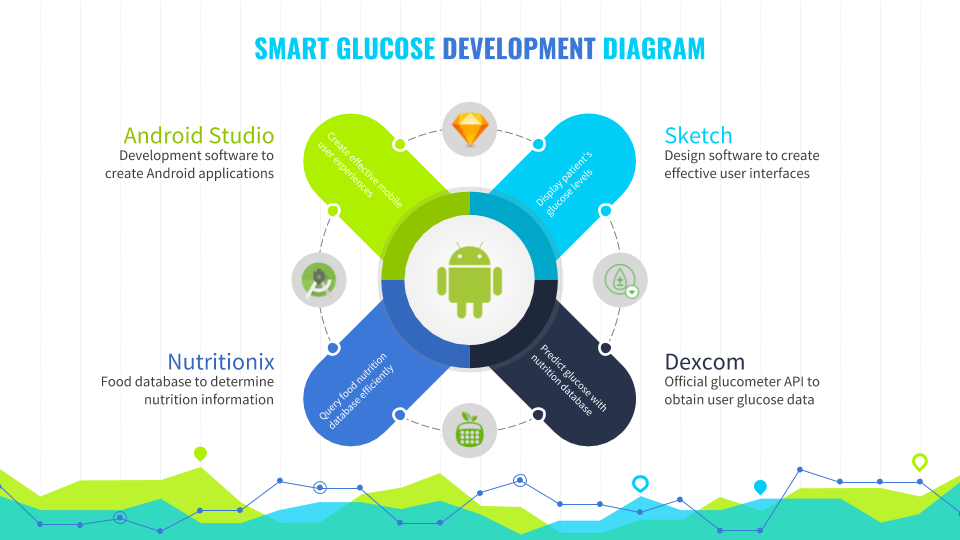 SMART GLUCOSE DEVELOPMENT DIAGRAM
Android Studio
Development software to
create Android applications
Create effective mobile
user experiences
Display patient's
glucose levels
Sketch
Design software to create
effective user interfaces
Nutritionix
Food database to determine
nutrition information
Query food nutrition
database efficiently
Predict glucose with
nutrition database
Dexcom
Official glucometer API to
obtain user glucose data